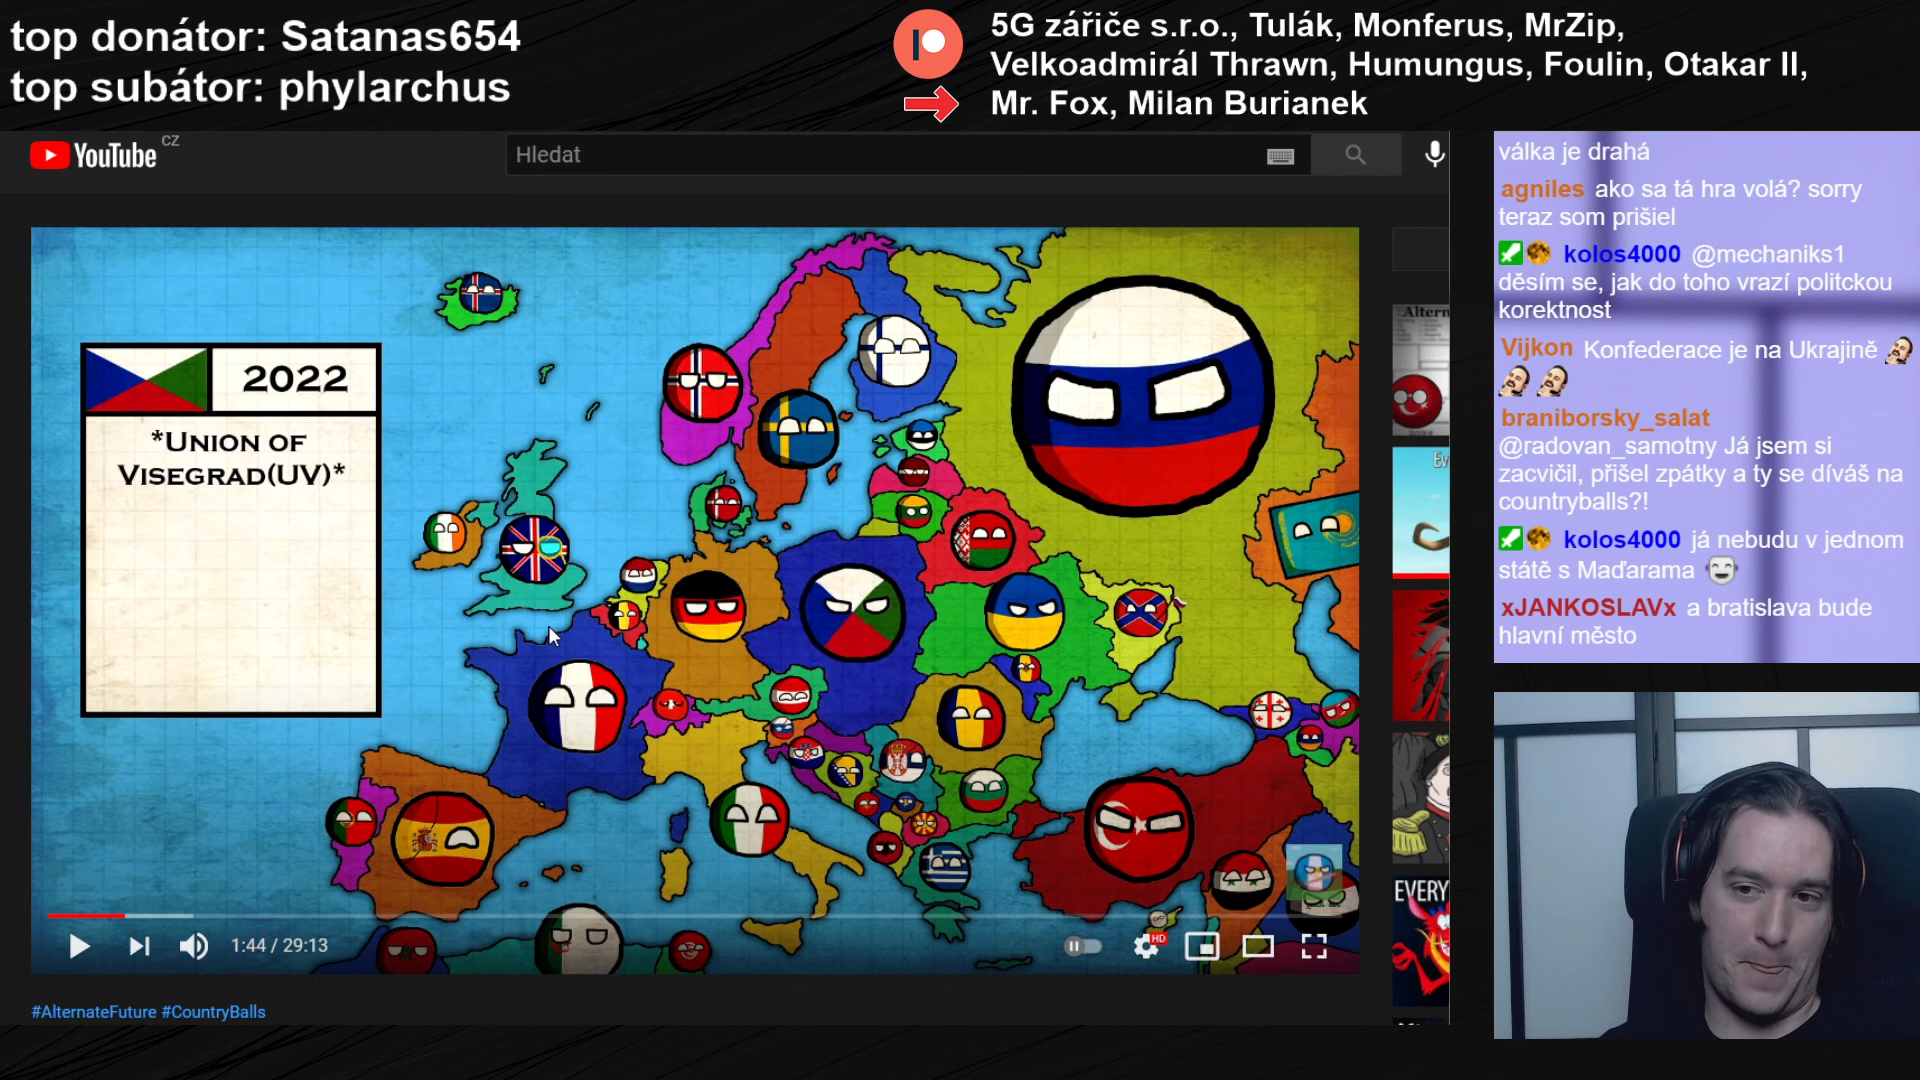 top donátor: Satanas654
top subátor: phylarchus
5G zářiče s.r.o., Tulák, Monferus, MrZip,
Velkoadmirál Thrawn, Humungus, Foulin, Otakar II,
Mr. Fox, Milan Burianek
YouTube CZ
Hledat
2022
*UNION OF
VISEGRAD(UV)*
1:44 / 29:13
HD
#AlternateFuture #CountryBalls
Altern
Ev
EVERY
válka je drahá
agniles ako sa tá hra volá? sorry
teraz som prišiel
kolos4000 @mechaniks1
děsím se, jak do toho vrazí politckou
korektnost
Vijkon Konfederace je na Ukrajině
braniborsky_salat
@radovan_samotny Já jsem si
zacvičil, přišel zpátky a ty se díváš na
countryballs?!
kolos4000 já nebudu v jednom
státě s Maďarama
xJANKOSLAVx a bratislava bude
hlavní město